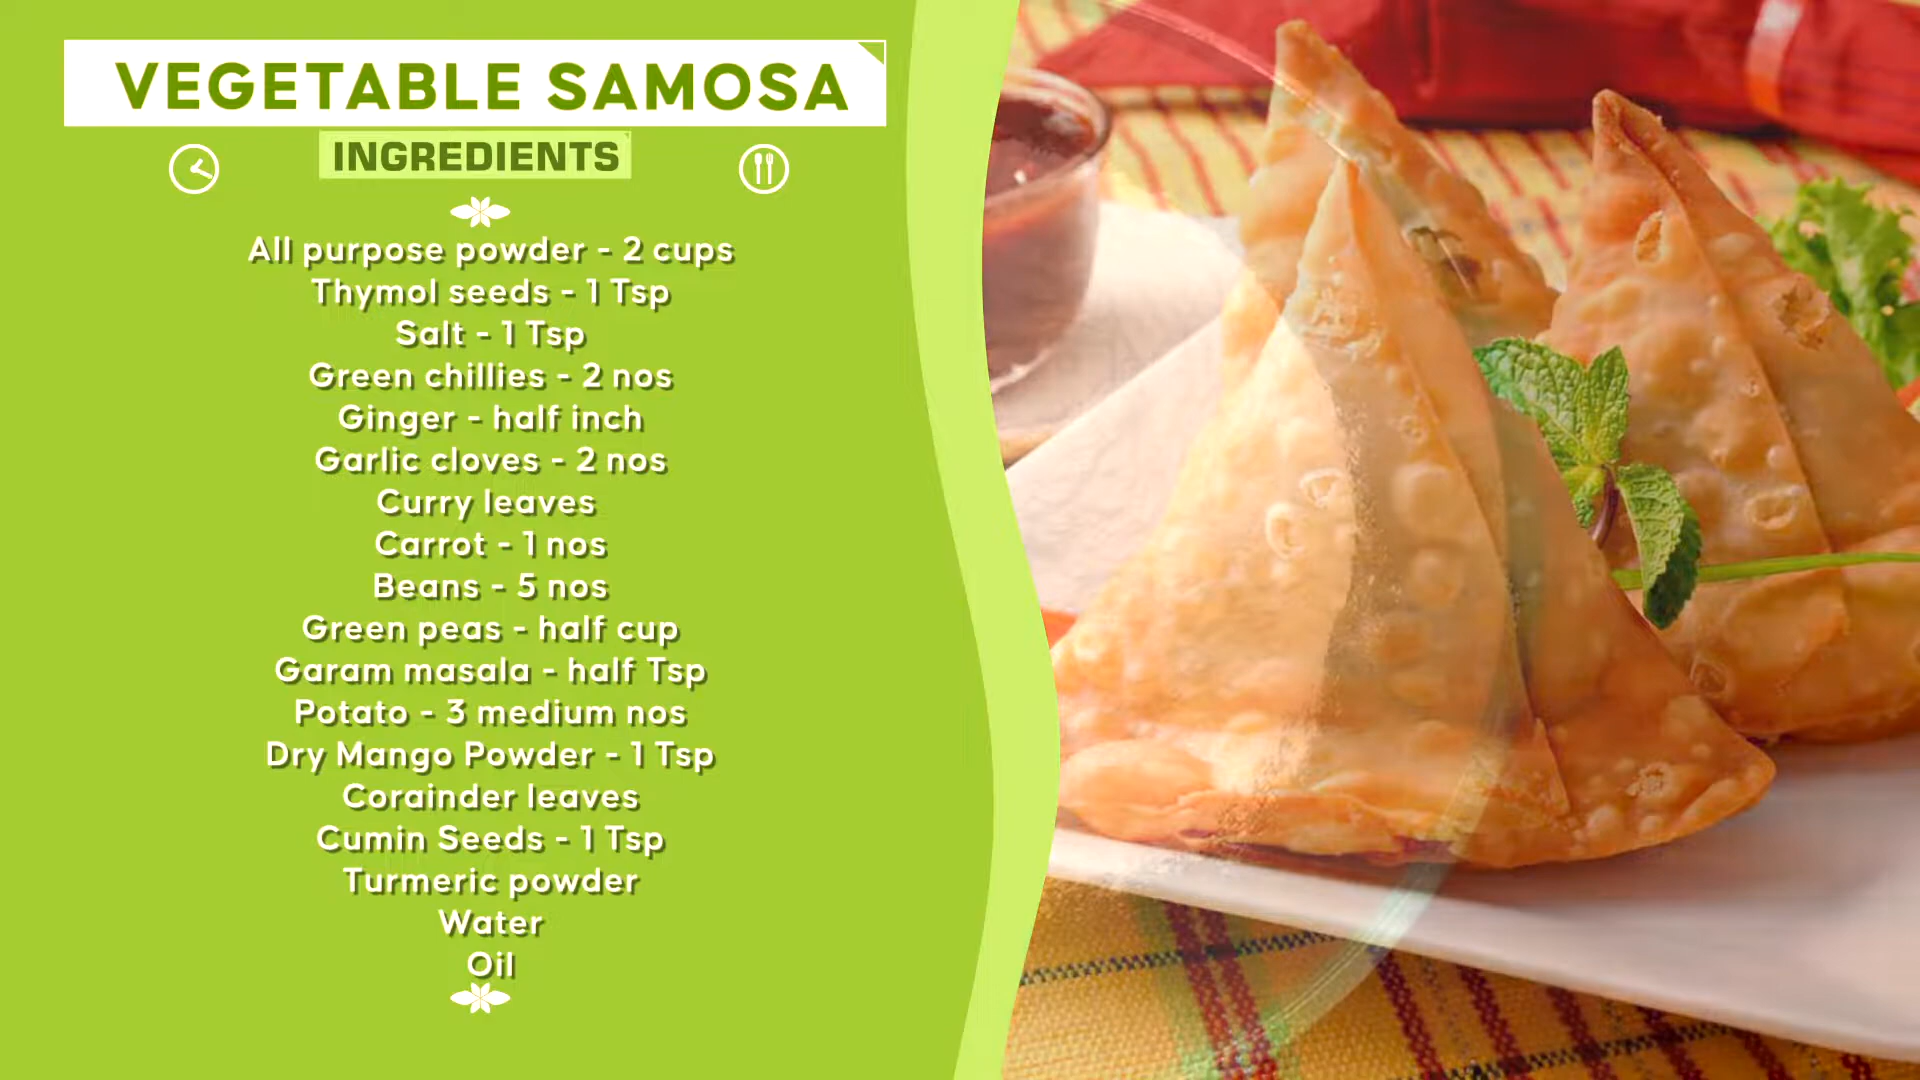 VEGETABLE SAMOSA
INGREDIENTS
All purpose powder - 2 cups
Thymol seeds - 1 Tsp
Salt - 1 Tsp
Green chillies - 2 nos
Ginger - half inch
Garlic cloves - 2 nos
Curry leaves
Carrot - 1 nos
Beans - 5 nos
Green peas - half cup
Garam masala - half Tsp
Potato - 3 medium nos
Dry Mango Powder - 1 Tsp
Corainder leaves
Cumin Seeds - 1 Tsp
Turmeric powder
Water
Oil